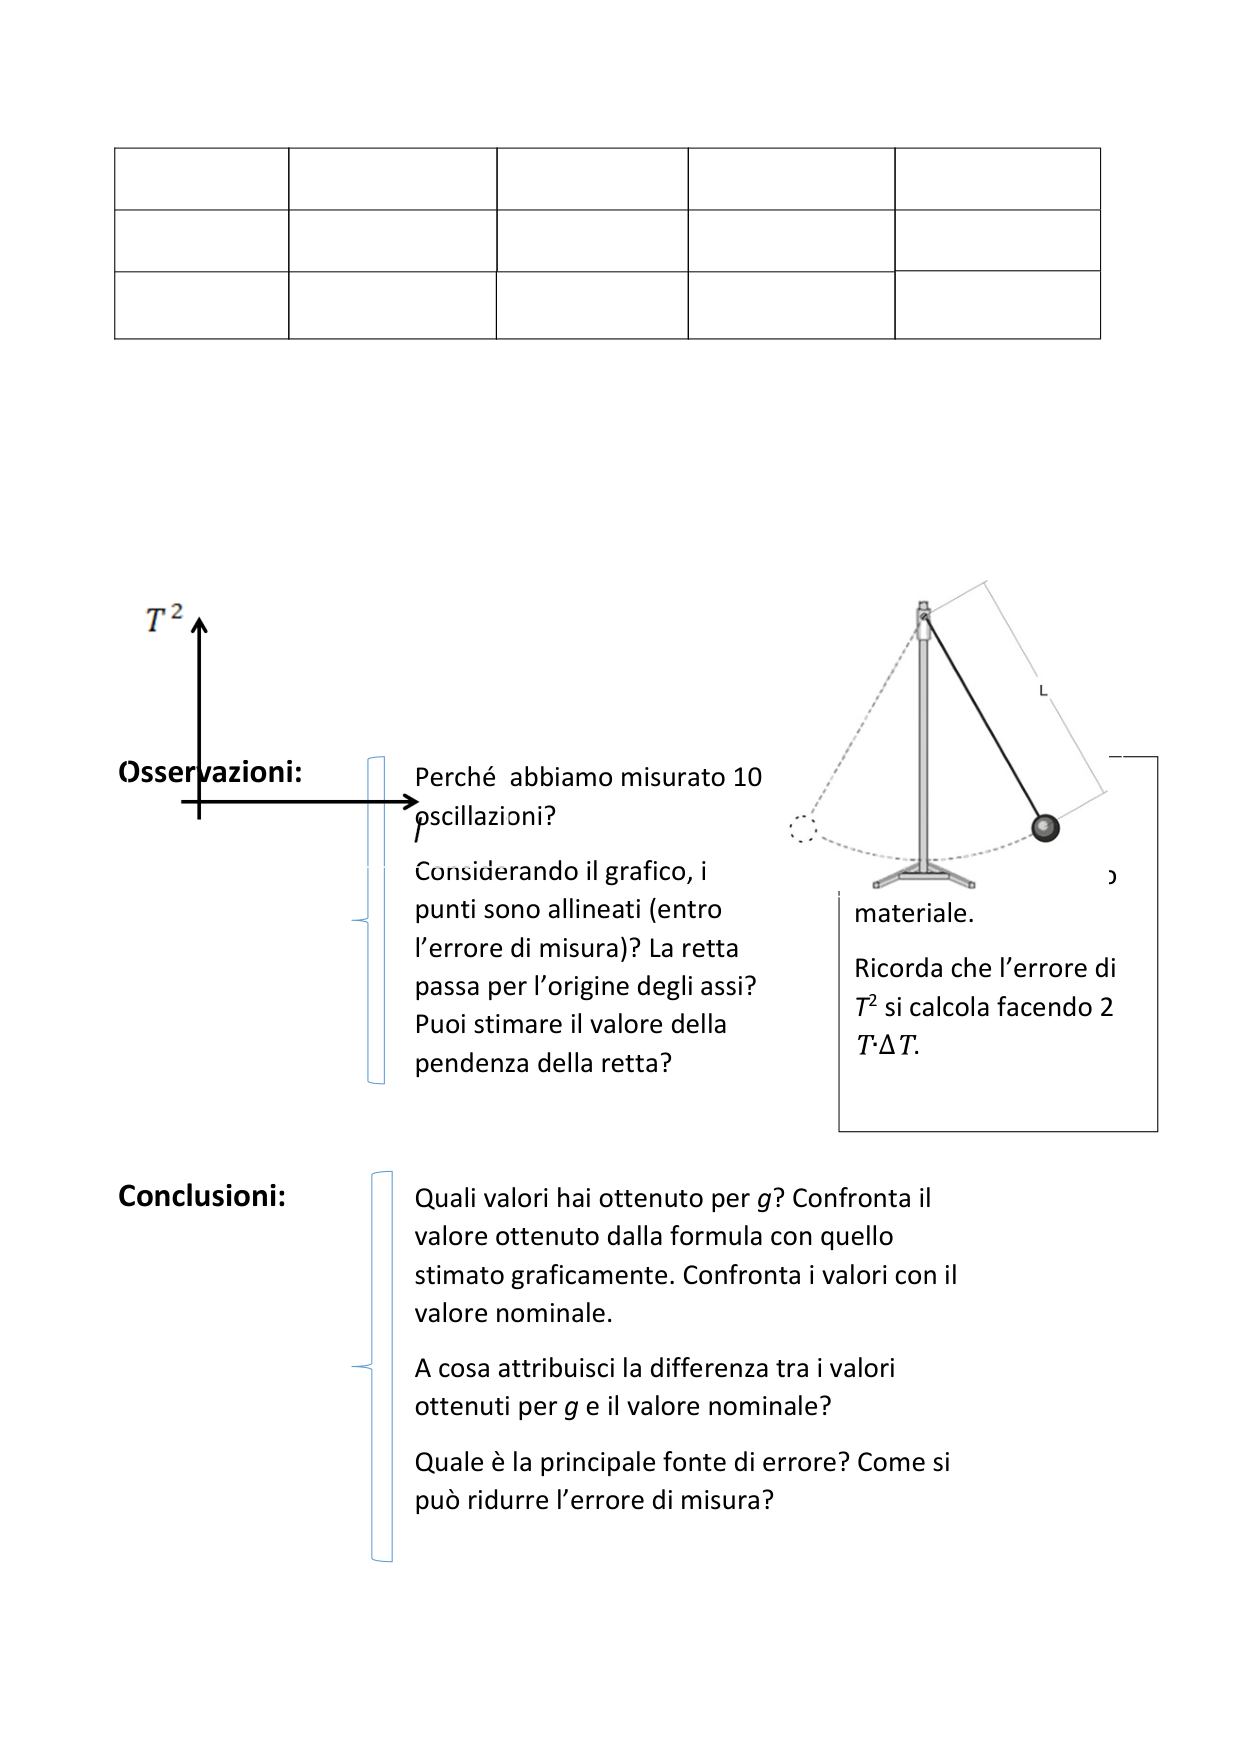 T²
L
Osservazioni:
Perché abbiamo misurato 10
oscillazioni?
l
Considerando il grafico, i
punti sono allineati (entro
l’errore di misura)? La retta
passa per l’origine degli assi?
Puoi stimare il valore della
pendenza della retta?
materiale.
Ricorda che l’errore di
T² si calcola facendo 2
T·ΔT.
Conclusioni:
Quali valori hai ottenuto per g? Confronta il
valore ottenuto dalla formula con quello
stimato graficamente. Confronta i valori con il
valore nominale.
A cosa attribuisci la differenza tra i valori
ottenuti per g e il valore nominale?
Quale è la principale fonte di errore? Come si
può ridurre l’errore di misura?